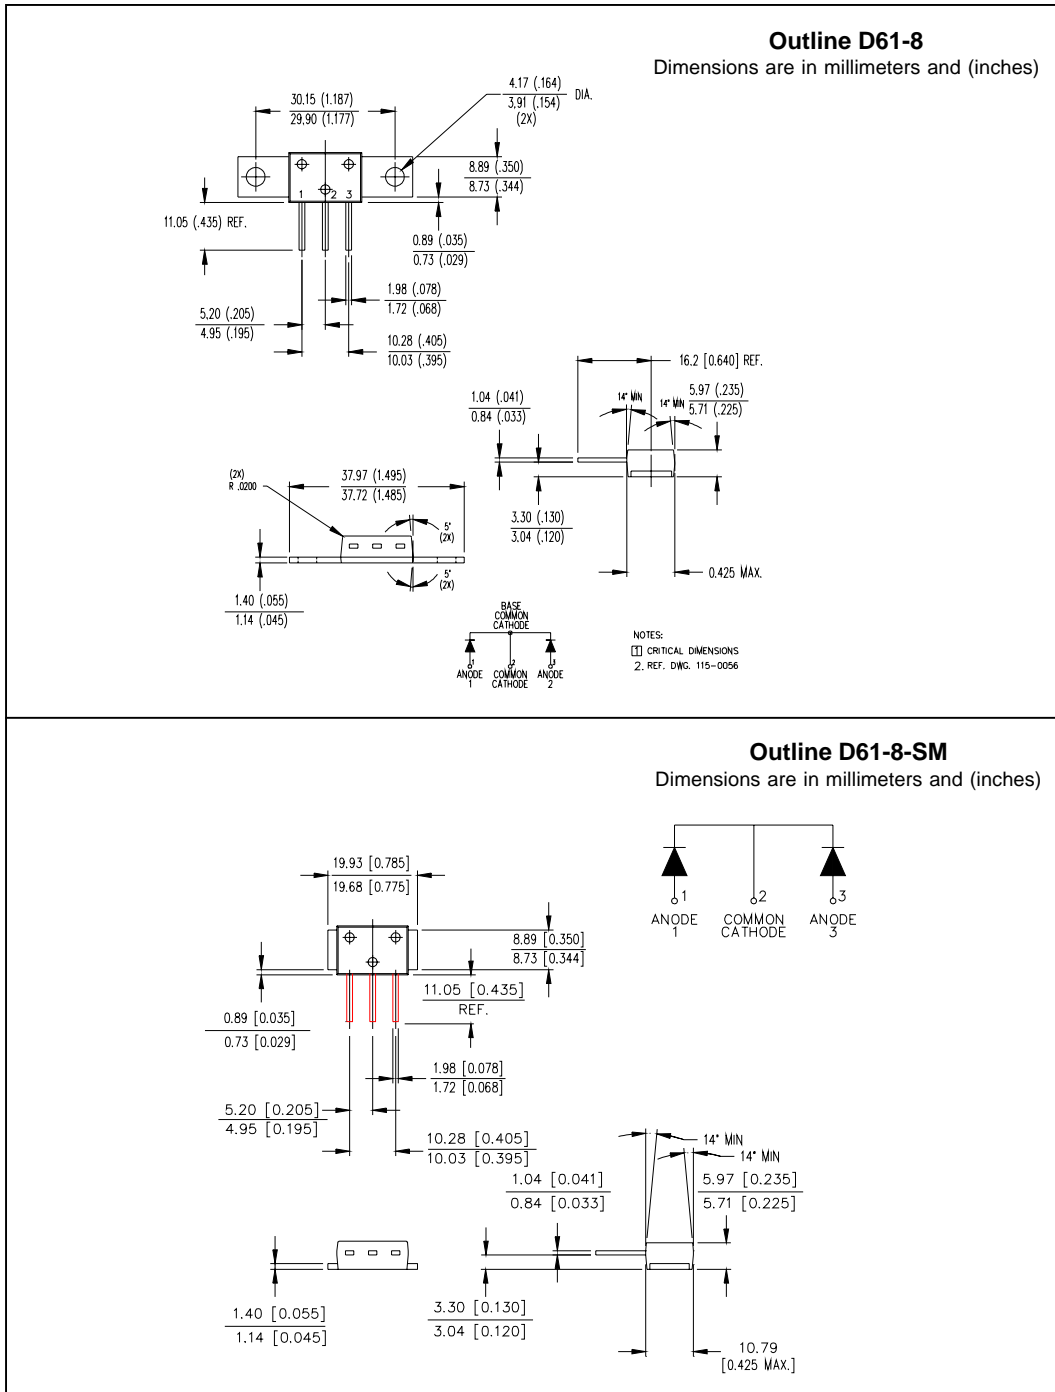 Outline D61-8
Dimensions are in millimeters and (inches)
4.17 (.164)
3,91 (.154)
DIA.
(2X)
30.15 (1.187)
29.90 (1.177)
8.89 (.350)
8.73 (.344)
1 2 3
11.05 (.435) REF.
0.89 (.035)
0.73 (.029)
1.98 (.078)
1.72 (.068)
5,20 (.205)
4.95 (.195)
10.28 (.405)
10.03 (.395)
16.2 [0.640] REF.
1.04 (.041)
0.84 (.033)
14° MIN
14° MIN
5.97 (.235)
5.71 (.225)
(2X)
R .0200
37.97 (1.495)
37.72 (1.485)
5°
(2X)
3.30 (.130)
3.04 (.120)
5°
(2X)
0.425 MAX.
1.40 (.055)
1.14 (.045)
BASE
COMMON
CATHODE
1 2 3
ANODE COMMON ANODE
1 CATHODE 2
NOTES:
1 CRITICAL DIMENSIONS
2. REF. DWG. 115-0056
Outline D61-8-SM
Dimensions are in millimeters and (inches)
19.93 [0.785]
19.68 [0.775]
1 2 3
ANODE COMMON ANODE
1 CATHODE 3
8.89 [0.350]
8.73 [0.344]
11.05 [0.435]
REF.
0.89 [0.035]
0.73 [0.029]
1.98 [0.078]
1.72 [0.068]
5.20 [0.205]
4.95 [0.195]
10.28 [0.405]
10.03 [0.395]
14° MIN
14° MIN
1.04 [0.041]
0.84 [0.033]
5.97 [0.235]
5.71 [0.225]
1.40 [0.055]
1.14 [0.045]
3.30 [0.130]
3.04 [0.120]
10.79
[0.425 MAX.]